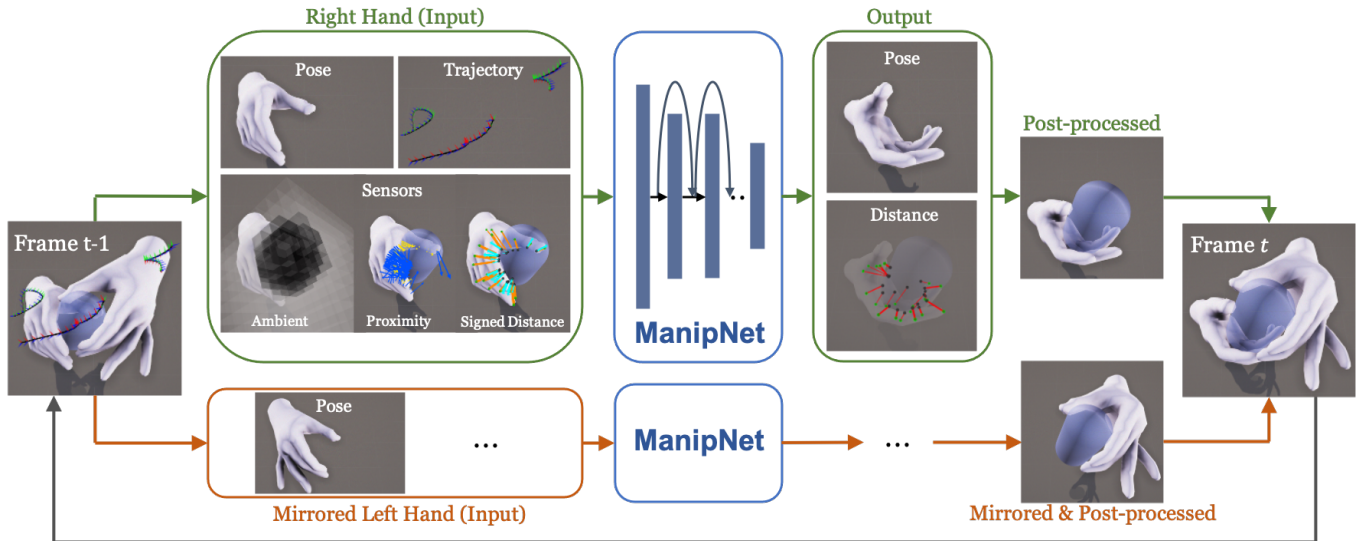 Right Hand (Input)
Output
Pose
Trajectory
Pose
Post-processed
Sensors
Frame t-1
Distance
Frame t
Ambient
Proximity
Signed Distance
ManipNet
Pose
...
ManipNet
...
Mirrored Left Hand (Input)
Mirrored & Post-processed